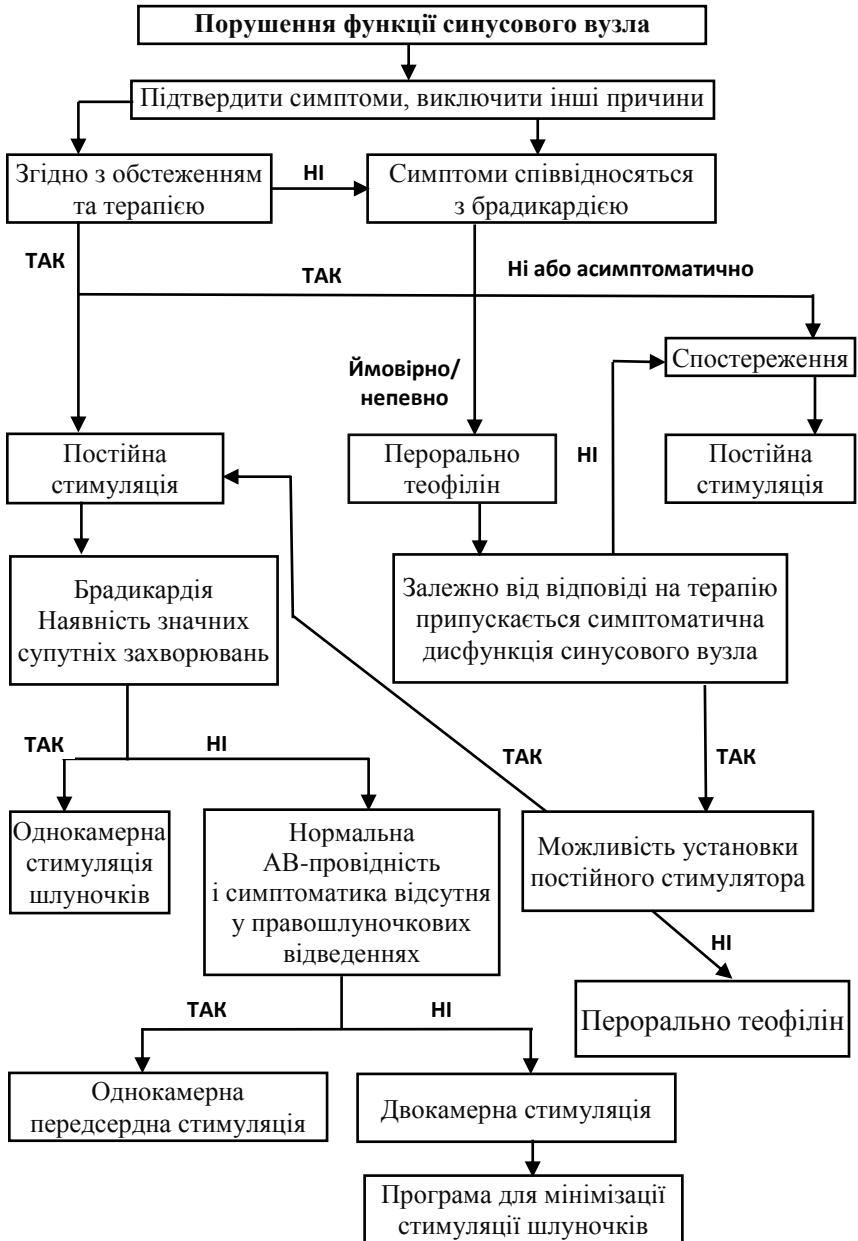 Порушення функції синусового вузла
Підтвердити симптоми, виключити інші причини
Згідно з обстеженням
та терапією
НІ
Симптоми співвідносяться
з брадикардією
ТАК
ТАК
Ні або асимптоматично
Спостереження
Ймовірно/
непевно
НІ
Постійна
стимуляція
Перорально
теофілін
Постійна
стимуляція
Брадикардія
Наявність значних
супутніх захворювань
Залежно від відповіді на терапію
припускається симптоматична
дисфункція синусового вузла
ТАК
НІ
ТАК
ТАК
Однокамерна
стимуляція
шлуночків
Нормальна
АВ-провідність
і симптоматика відсутня
у правошлуночкових
відведеннях
Можливість установки
постійного стимулятора
НІ
Перорально теофілін
ТАК
НІ
Однокамерна
передсердна стимуляція
Двокамерна стимуляція
Програма для мінімізації
стимуляції шлуночків